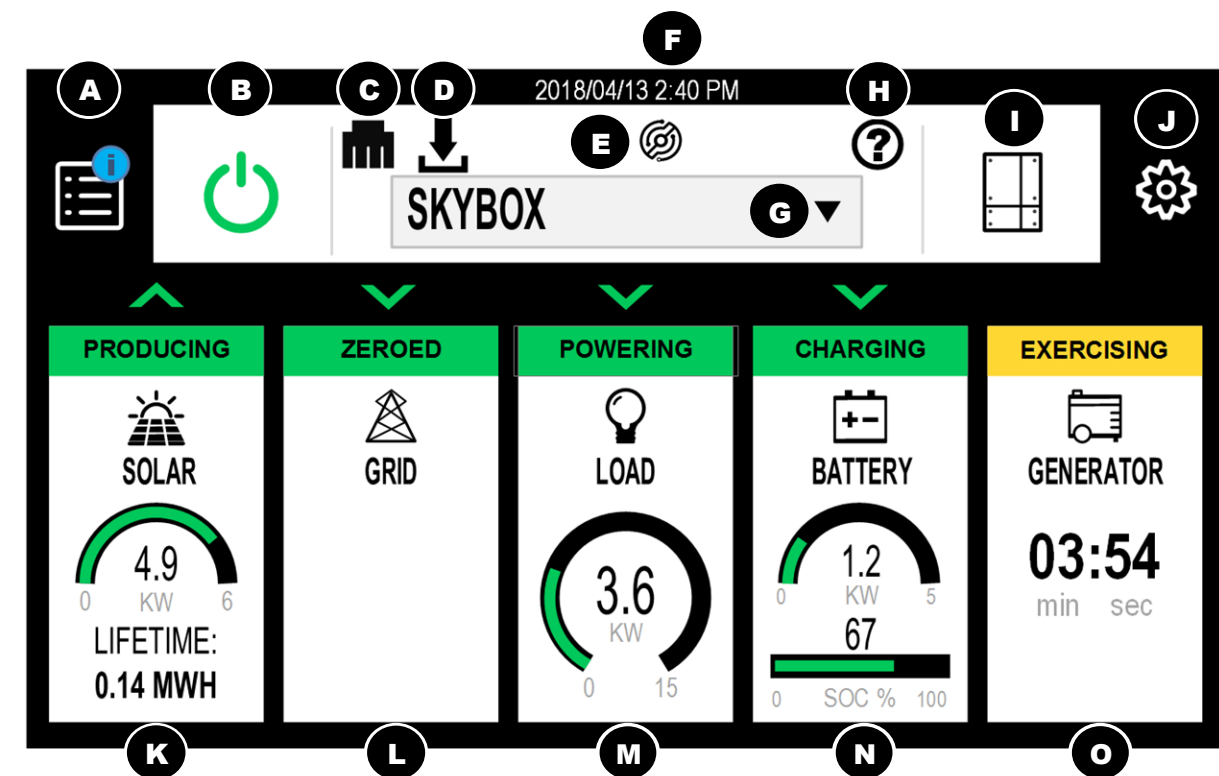 F
A B C D 2018/04/13 2:40 PM H I J
i E ?
SKYBOX G
PRODUCING ZEROED POWERING CHARGING EXERCISING
+ -
SOLAR GRID LOAD BATTERY GENERATOR
4.9 3.6 1.2 03:54
0 KW 6 KW 0 KW 5 min sec
LIFETIME: 67
0.14 MWH 0 15 0 SOC % 100
K L M N O